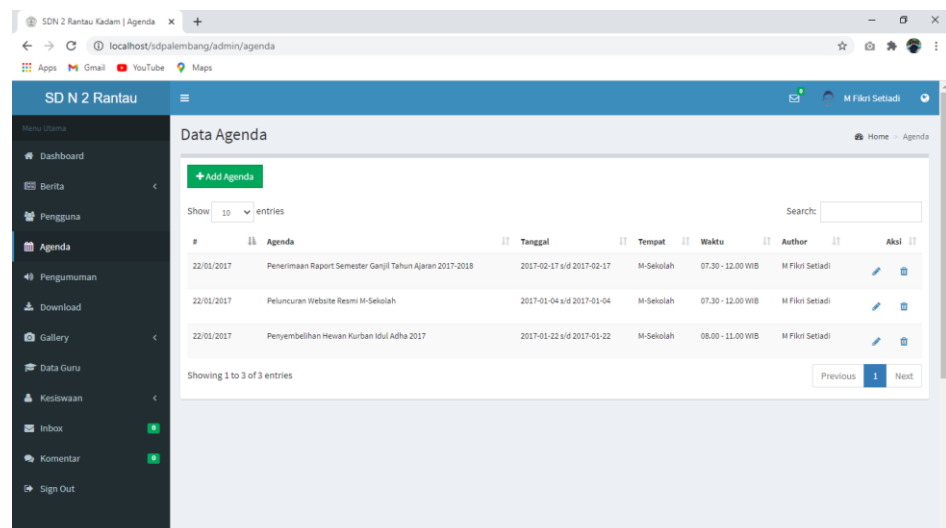 SDN 2 Rantau Kadam | Agenda
localhost/sdpalembang/admin/agenda
Apps Gmail YouTube Maps
SD N 2 Rantau
0
M Fikri Setiadi
Menu Utama
Data Agenda
Home > Agenda
Dashboard
Berita
Pengguna
Agenda
Pengumuman
Download
Gallery
Data Guru
Kesiswaan
Inbox 0
Komentar 0
Sign Out
+ Add Agenda
Show 10 entries
Search:
# Agenda Tanggal Tempat Waktu Author Aksi
22/01/2017 Penerimaan Raport Semester Ganjil Tahun Ajaran 2017-2018 2017-02-17 s/d 2017-02-17 M-Sekolah 07.30 - 12.00 WIB M Fikri Setiadi
22/01/2017 Peluncuran Website Resmi M-Sekolah 2017-01-04 s/d 2017-01-04 M-Sekolah 07.30 - 12.00 WIB M Fikri Setiadi
22/01/2017 Penyembelihan Hewan Kurban Idul Adha 2017 2017-01-22 s/d 2017-01-22 M-Sekolah 08.00 - 11.00 WIB M Fikri Setiadi
Showing 1 to 3 of 3 entries
Previous 1 Next